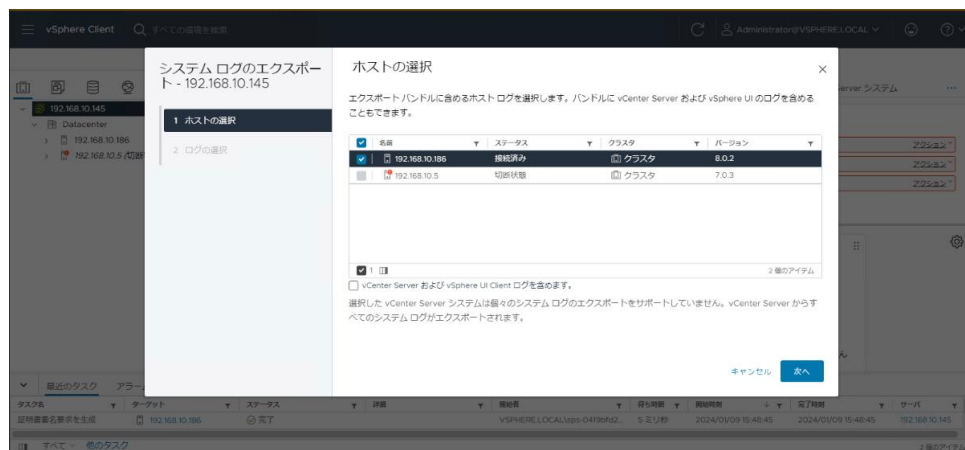 vSphere Client
すべての環境を検索
Administrator@VSPHERE.LOCAL
192.168.10.145
Datacenter
192.168.10.186
192.168.10.5 (切断
erver システム
アクション
アクション
アクション
システム ログのエクスポー
ト - 192.168.10.145
1 ホストの選択
2 ログの選択
ホストの選択
エクスポート バンドルに含めるホスト ログを選択します。バンドルに vCenter Server および vSphere UI のログを含める
こともできます。
名前 ステータス クラスタ バージョン
192.168.10.186 接続済み クラスタ 8.0.2
192.168.10.5 切断状態 クラスタ 7.0.3
1 2 個のアイテム
vCenter Server および vSphere UI Client ログを含めます。
選択した vCenter Server システムは個々のシステム ログのエクスポートをサポートしていません。vCenter Server からす
べてのシステム ログがエクスポートされます。
キャンセル 次へ
ん
最近のタスク アラー
タスク名 ターゲット ステータス 詳細 開始者 待ち時間 開始時刻 完了時刻 サーバ
証明書署名要求を生成 192.168.10.186 完了 5 ミリ秒 2024/01/09 15:48:45 2024/01/09 15:48:45 192.168.10.145
すべて 他のタスク 2 個のアイテム